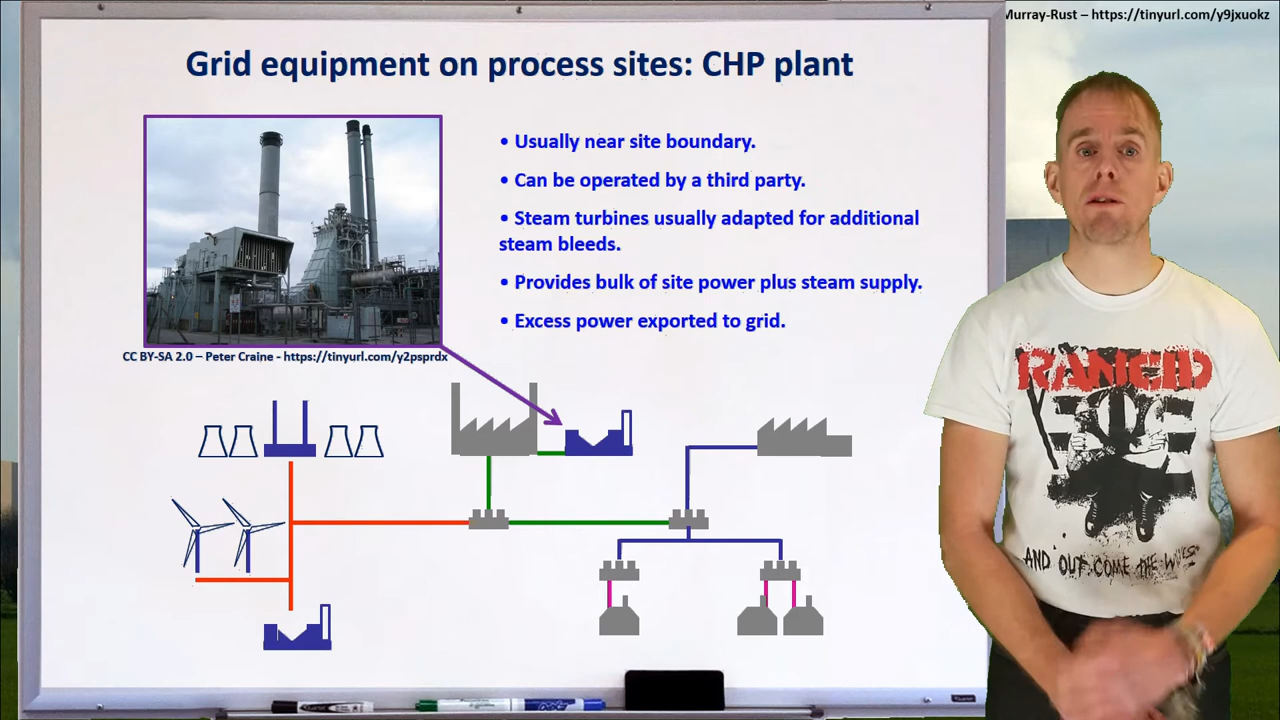 Murray-Rust – https://tinyurl.com/y9jxuokz
Grid equipment on process sites: CHP plant
• Usually near site boundary.
• Can be operated by a third party.
• Steam turbines usually adapted for additional
steam bleeds.
• Provides bulk of site power plus steam supply.
• Excess power exported to grid.
CC BY-SA 2.0 – Peter Craine - https://tinyurl.com/y2psprdx
RANCID
AND OUT COME THE WOLVES